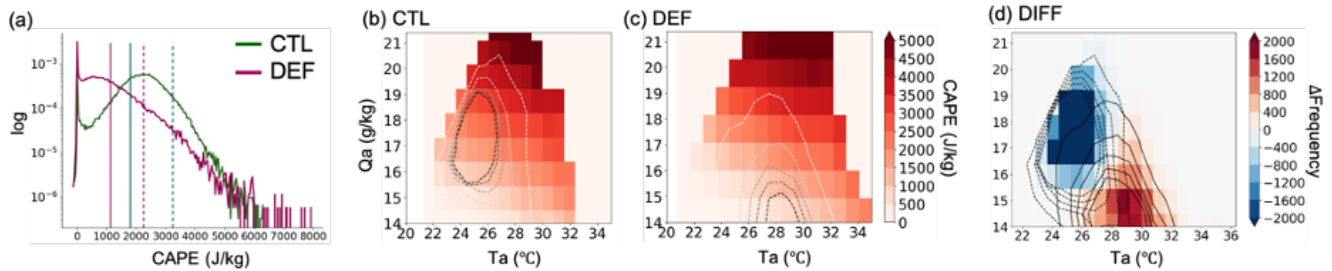 (a)
CTL
DEF
log
10⁻³
10⁻⁴
10⁻⁵
10⁻⁶
0 1000 2000 3000 4000 5000 6000 7000 8000
CAPE (J/kg)
(b) CTL
Qa (g/kg)
21
20
19
18
17
16
15
14
20 22 24 26 28 30 32 34
Ta (℃)
(c) DEF
21
20
19
18
17
16
15
14
20 22 24 26 28 30 32 34
Ta (℃)
5000
4500
4000
3500
3000
2500
2000
1500
1000
500
0
CAPE (J/kg)
(d) DIFF
21
20
19
18
17
16
15
14
22 24 26 28 30 32 34 36
Ta (℃)
2000
1600
1200
800
400
0
−400
−800
−1200
−1600
−2000
ΔFrequency